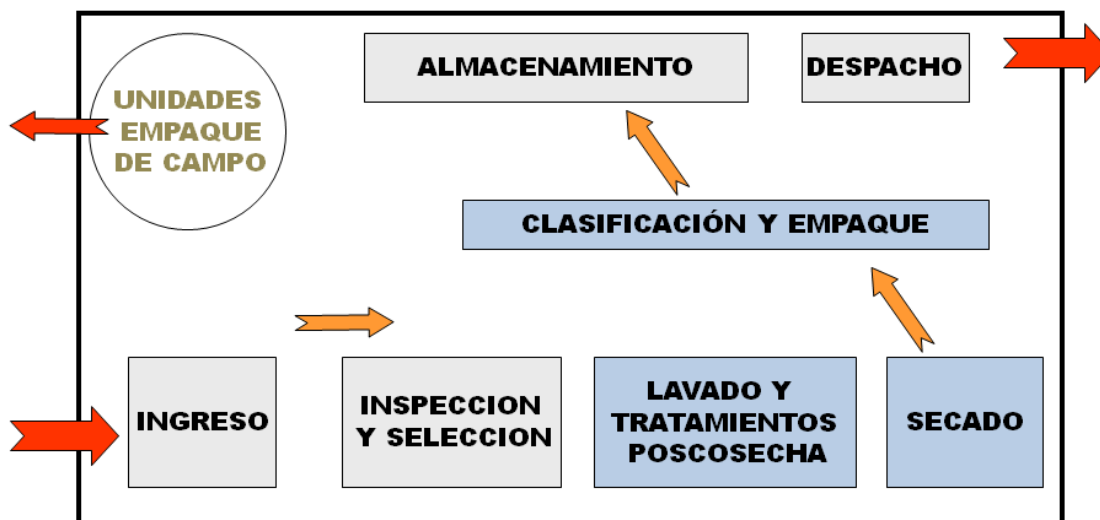 ALMACENAMIENTO
DESPACHO
UNIDADES
EMPAQUE
DE CAMPO
CLASIFICACIÓN Y EMPAQUE
INGRESO
INSPECCION
Y SELECCION
LAVADO Y
TRATAMIENTOS
POSCOSECHA
SECADO